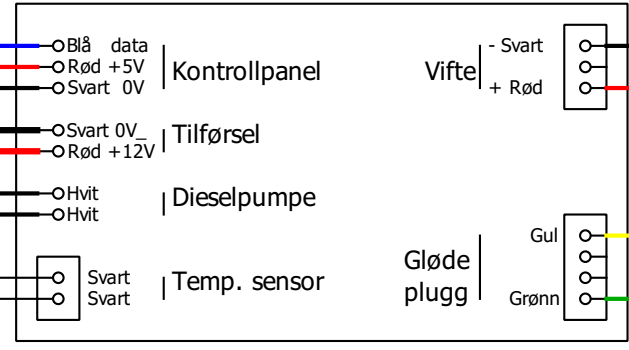 Blå data
Rød +5V
Svart 0V
Kontrollpanel
Svart 0V_
Rød +12V
Tilførsel
Hvit
Hvit
Dieselpumpe
Svart
Svart
Temp. sensor
- Svart
Vifte
+ Rød
Gul
Gløde
plugg
Grønn